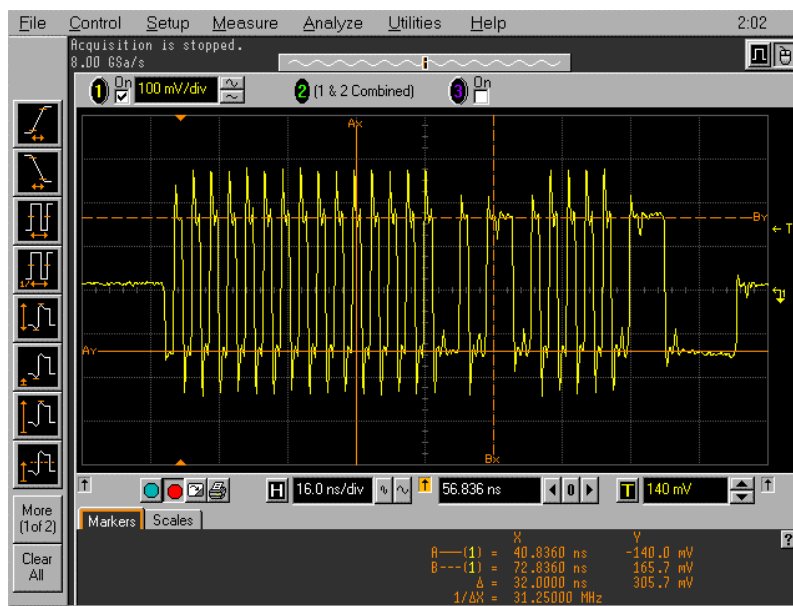 File Control Setup Measure Analyze Utilities Help 2:02
Acquisition is stopped.
8.00 GSa/s
1 On 100 mV/div 2 (1 & 2 Combined) 3 On
Ax
By
T
1
Ay
Bx
H 16.0 ns/div 56.836 ns 0 T 140 mV
More
(1of 2)
Clear
All
Markers Scales
X Y
A———(1) = 40.8360 ns -140.0 mV
B---(1) = 72.8360 ns 165.7 mV
Δ = 32.0000 ns 305.7 mV
1/ΔX = 31.25000 MHz
?